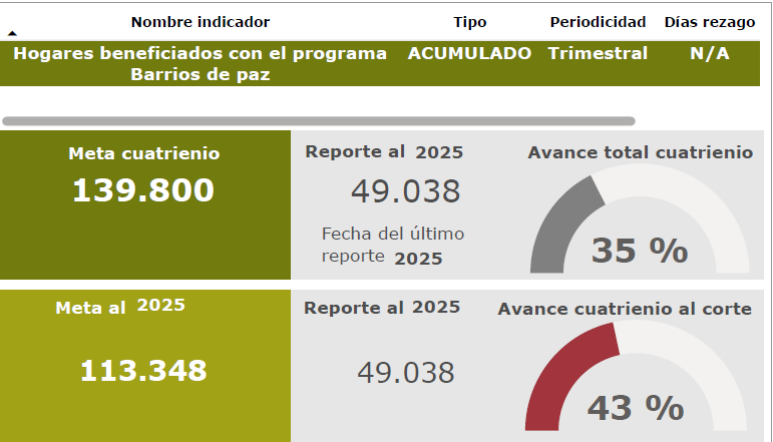 Nombre indicador Tipo Periodicidad Días rezago
Hogares beneficiados con el programa ACUMULADO Trimestral N/A
Barrios de paz
Meta cuatrienio
139.800
Reporte al 2025
49.038
Fecha del último
reporte 2025
Avance total cuatrienio
35 %
Meta al 2025
113.348
Reporte al 2025
49.038
Avance cuatrienio al corte
43 %